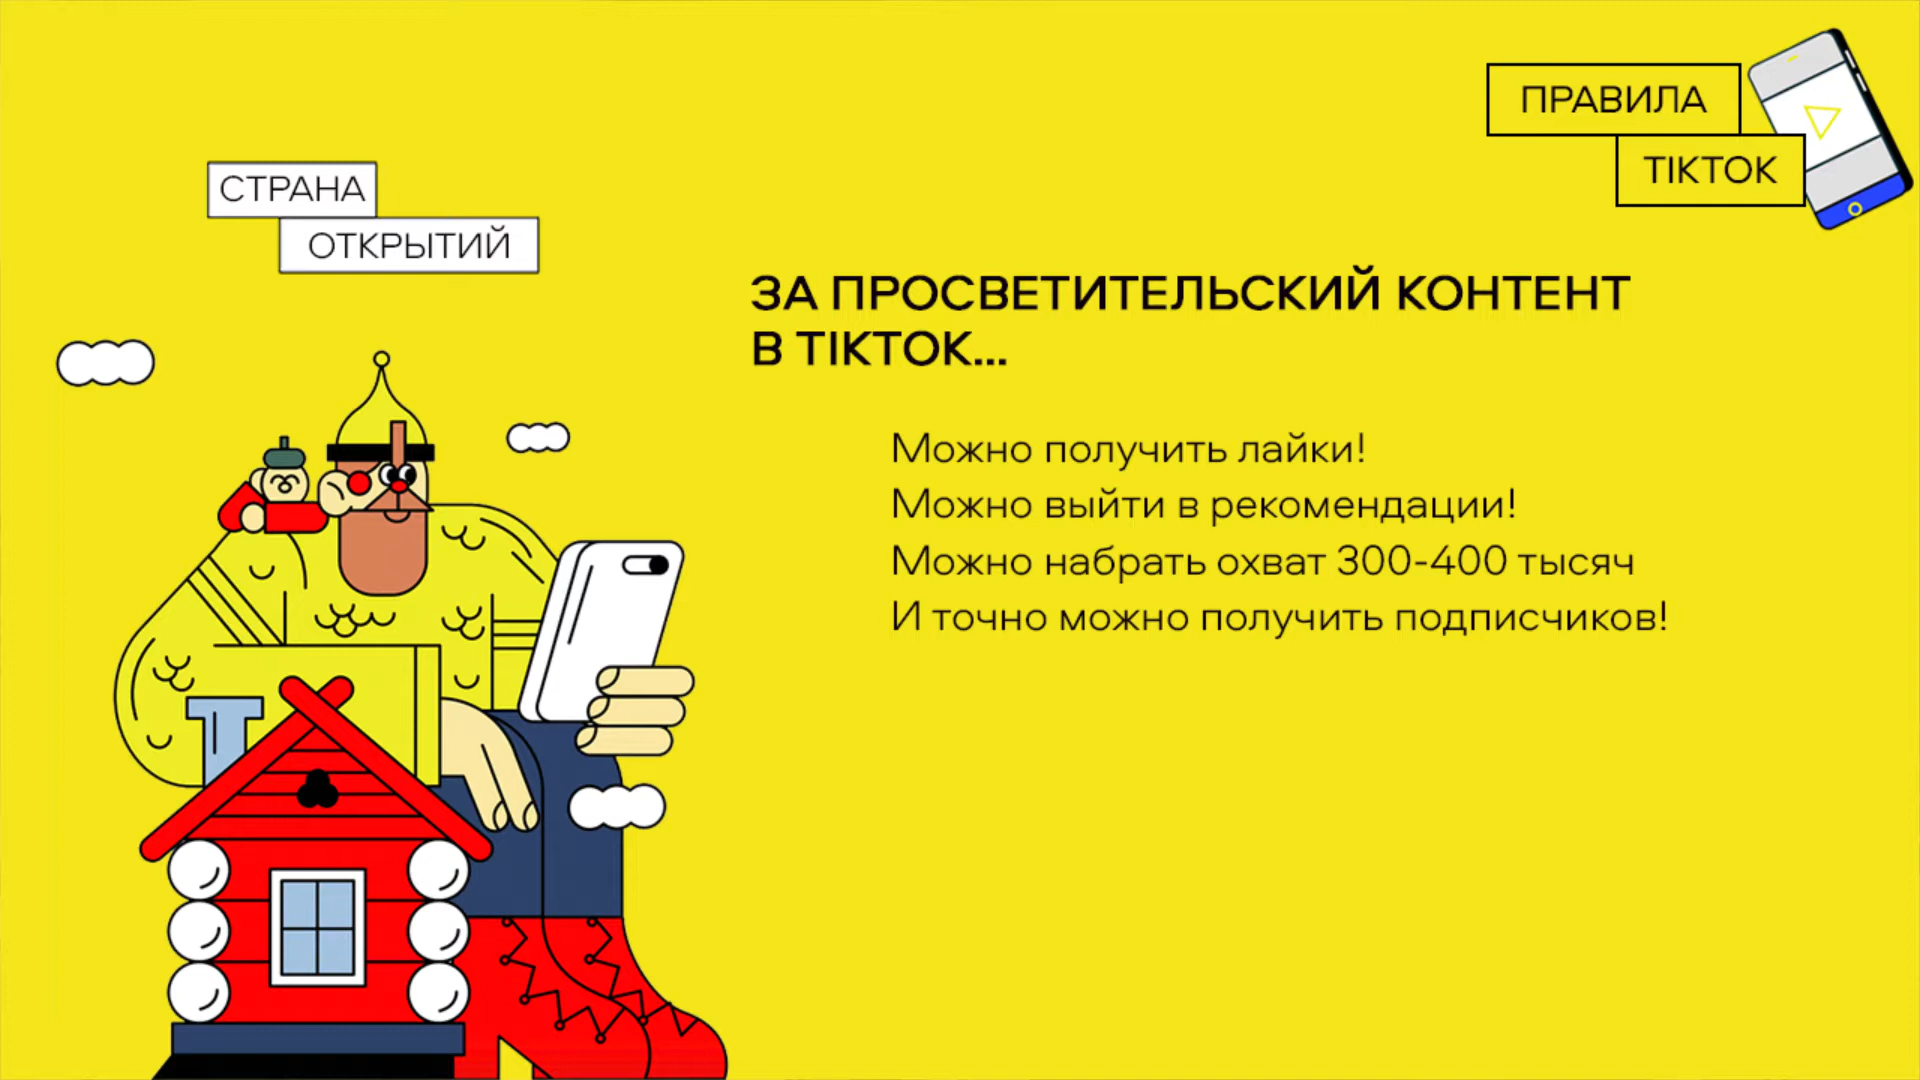 ПРАВИЛА
TIKTOK
СТРАНА
ОТКРЫТИЙ
ЗА ПРОСВЕТИТЕЛЬСКИЙ КОНТЕНТ
В TIKTOK...
Можно получить лайки!
Можно выйти в рекомендации!
Можно набрать охват 300-400 тысяч
И точно можно получить подписчиков!